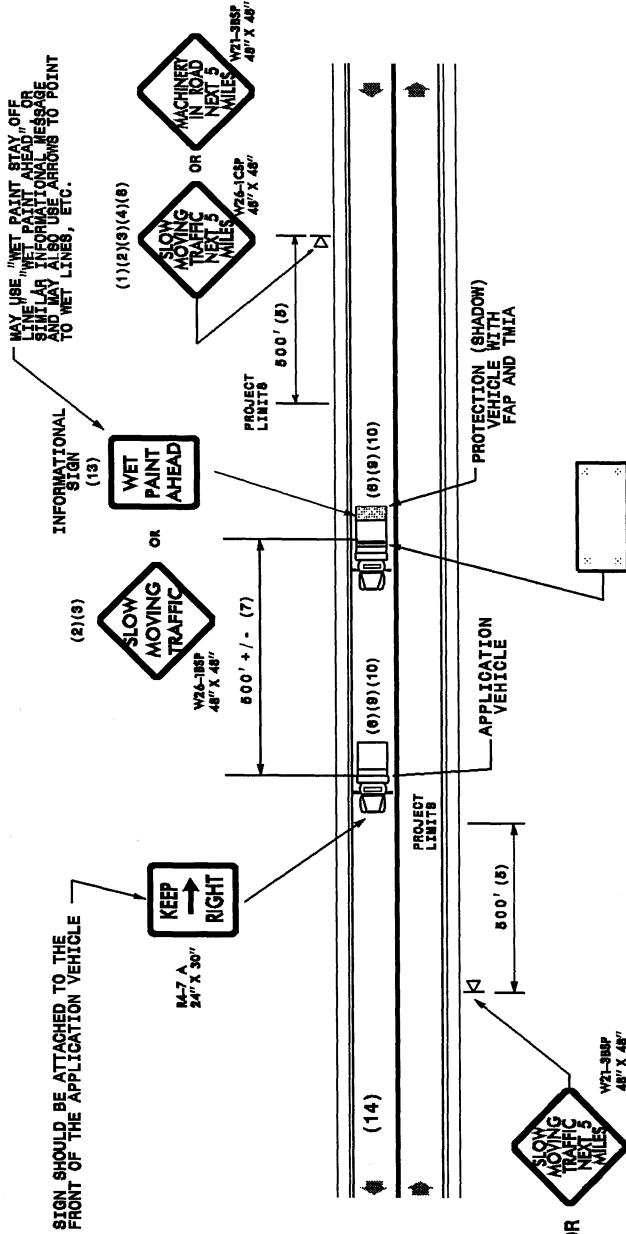 SIGN SHOULD BE ATTACHED TO THE
FRONT OF THE APPLICATION VEHICLE
KEEP
RIGHT
R4-7 A
24" X 30"
(2)(3)
SLOW
MOVING
TRAFFIC
W26-1BSP
48" X 48"
OR
INFORMATIONAL
SIGN
(13)
WET
PAINT
AHEAD
MAY USE "WET PAINT STAY OFF
LINE" "WET PAINT AHEAD", OR
SIMILAR INFORMATIONAL MESSAGE
AND MAY ALSO USE ARROWS TO POINT
TO WET LINES, ETC.
(1)(2)(3)(4)(8)
SLOW
MOVING
TRAFFIC
NEXT 5
MILES
W26-1CSP
48" X 48"
OR
MACHINERY
IN ROAD
NEXT 5
MILES
W21-3BSP
48" X 48"
500' +/- (7)
PROJECT
LIMITS
500' (5)
(14)
(6)(9)(10)
(6)(9)(10)
APPLICATION
VEHICLE
PROTECTION (SHADOW)
VEHICLE WITH
FAP AND TMIA
PROJECT
LIMITS
500' (5)
OR
SLOW
MOVING
TRAFFIC
NEXT 5
MILES
W21-3BSP
48" X 48"